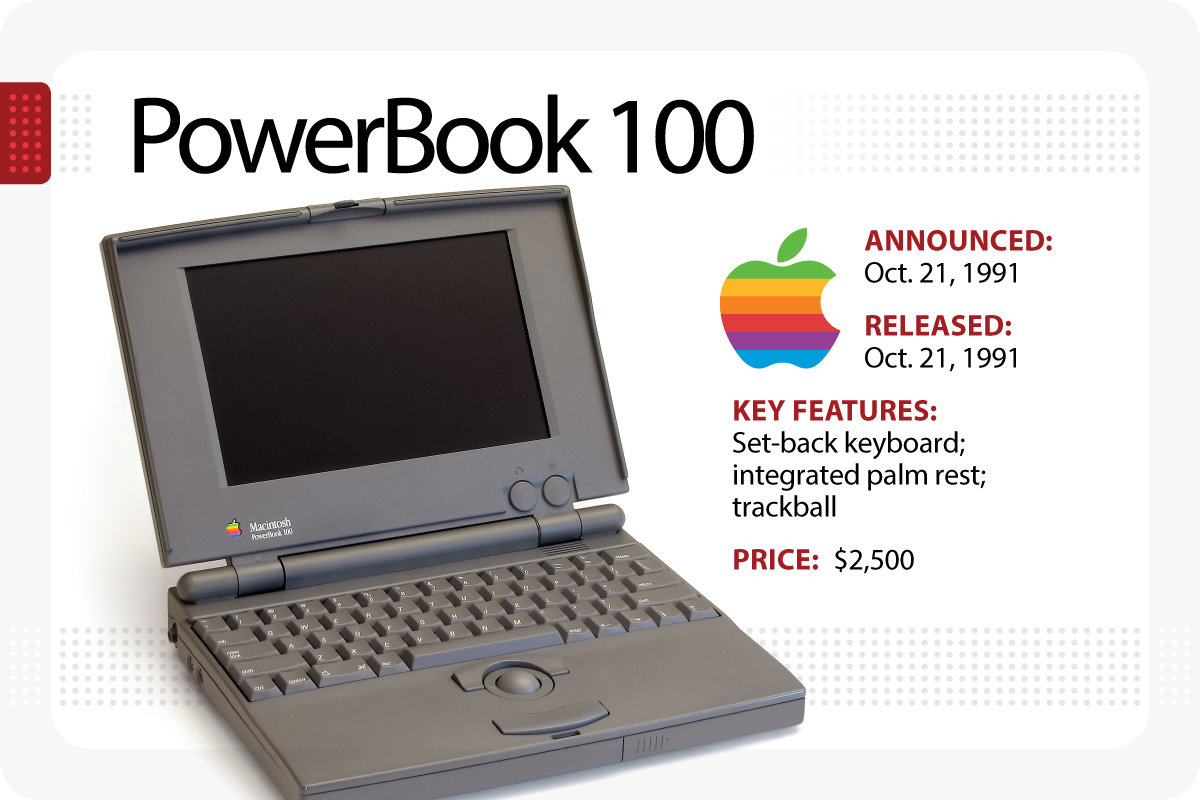 PowerBook 100
ANNOUNCED:
Oct. 21, 1991
RELEASED:
Oct. 21, 1991
KEY FEATURES:
Set-back keyboard;
integrated palm rest;
trackball
PRICE: $2,500
Macintosh
PowerBook 100